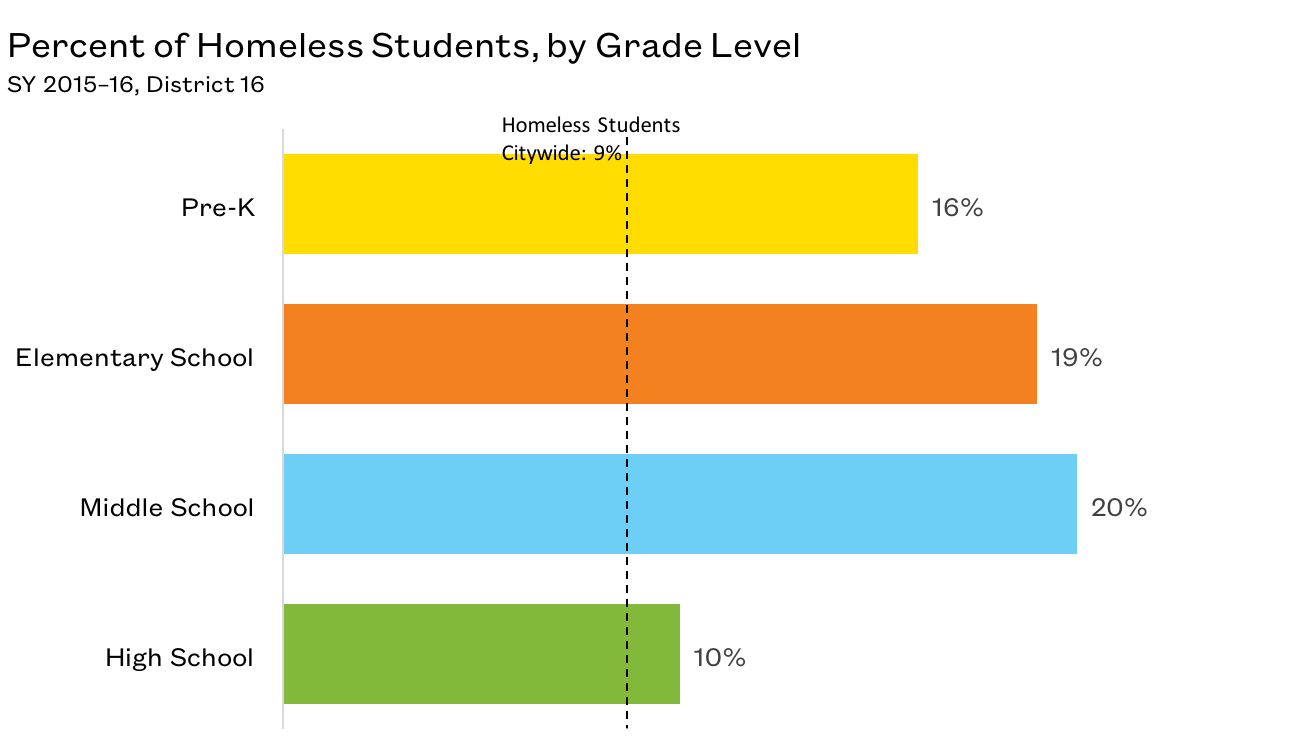 Percent of Homeless Students, by Grade Level
SY 2015–16, District 16
Homeless Students
Citywide: 9%
Pre-K
16%
Elementary School
19%
Middle School
20%
High School
10%